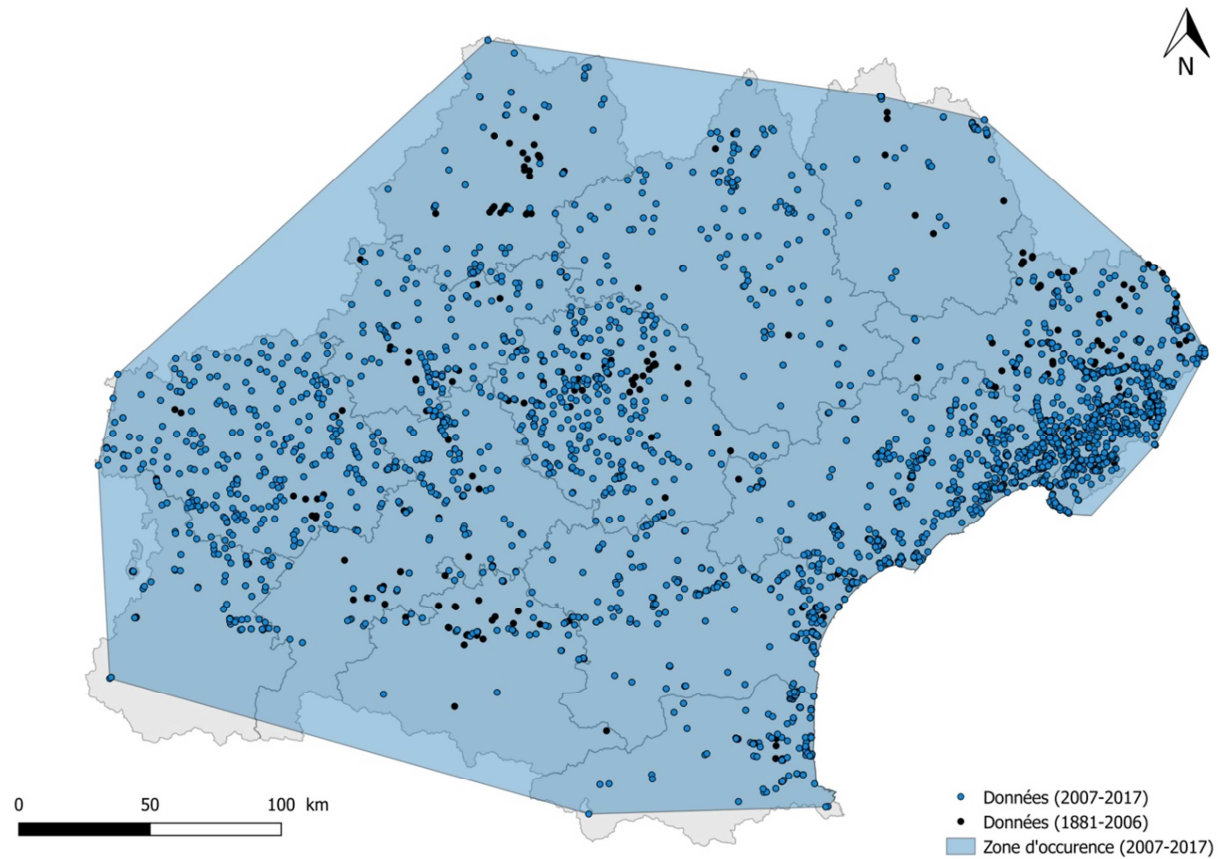 N
0 50 100 km
Données (2007-2017)
Données (1881-2006)
Zone d'occurence (2007-2017)